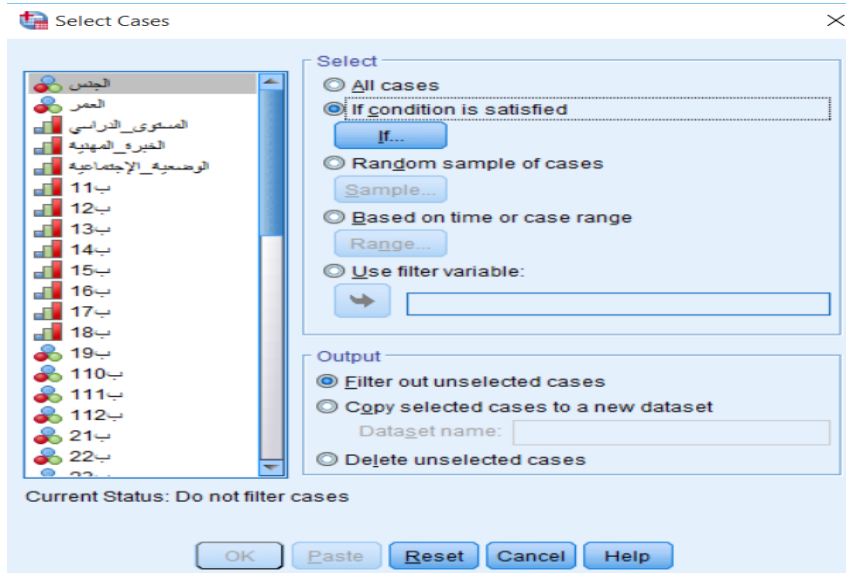 Select Cases
الجنس
العمر
المستوى_الدراسي
الخبرة_المهنية
الوضعية_الإجتماعية
ب11
ب12
ب13
ب14
ب15
ب16
ب17
ب18
ب19
ب110
ب111
ب112
ب21
ب22
Select
All cases
If condition is satisfied
If...
Random sample of cases
Sample...
Based on time or case range
Range...
Use filter variable:
Output
Filter out unselected cases
Copy selected cases to a new dataset
Dataset name:
Delete unselected cases
Current Status: Do not filter cases
OK Paste Reset Cancel Help